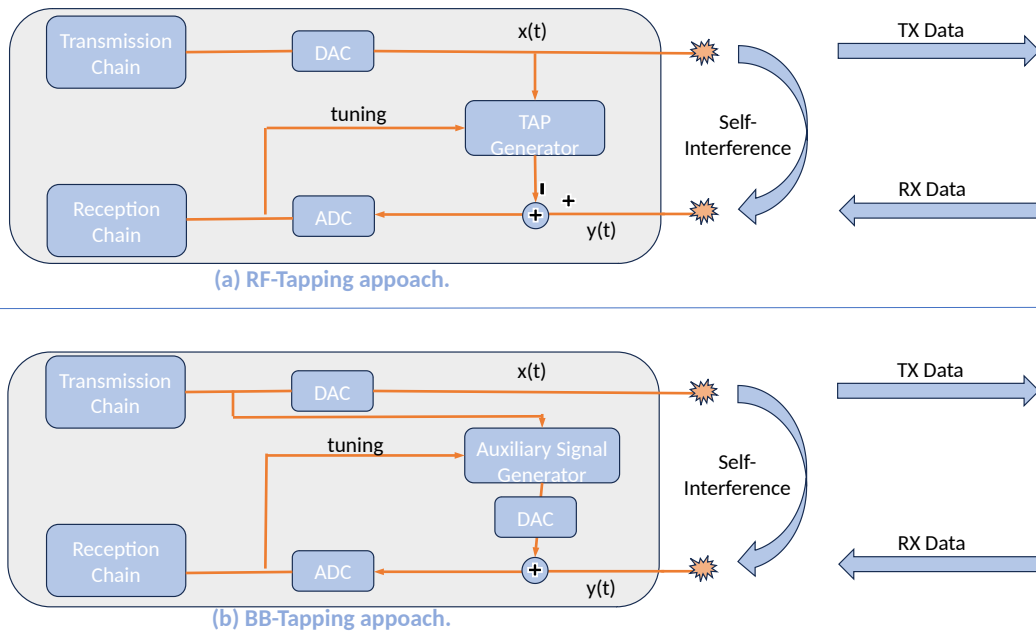 Transmission
Chain
DAC
x(t)
TX Data
tuning
TAP
Generator
Self-
Interference
Reception
Chain
ADC
+
+
y(t)
RX Data
(a) RF-Tapping appoach.
Transmission
Chain
DAC
x(t)
TX Data
tuning
Auxiliary Signal
Generator
Self-
Interference
DAC
Reception
Chain
ADC
+
y(t)
RX Data
(b) BB-Tapping appoach.